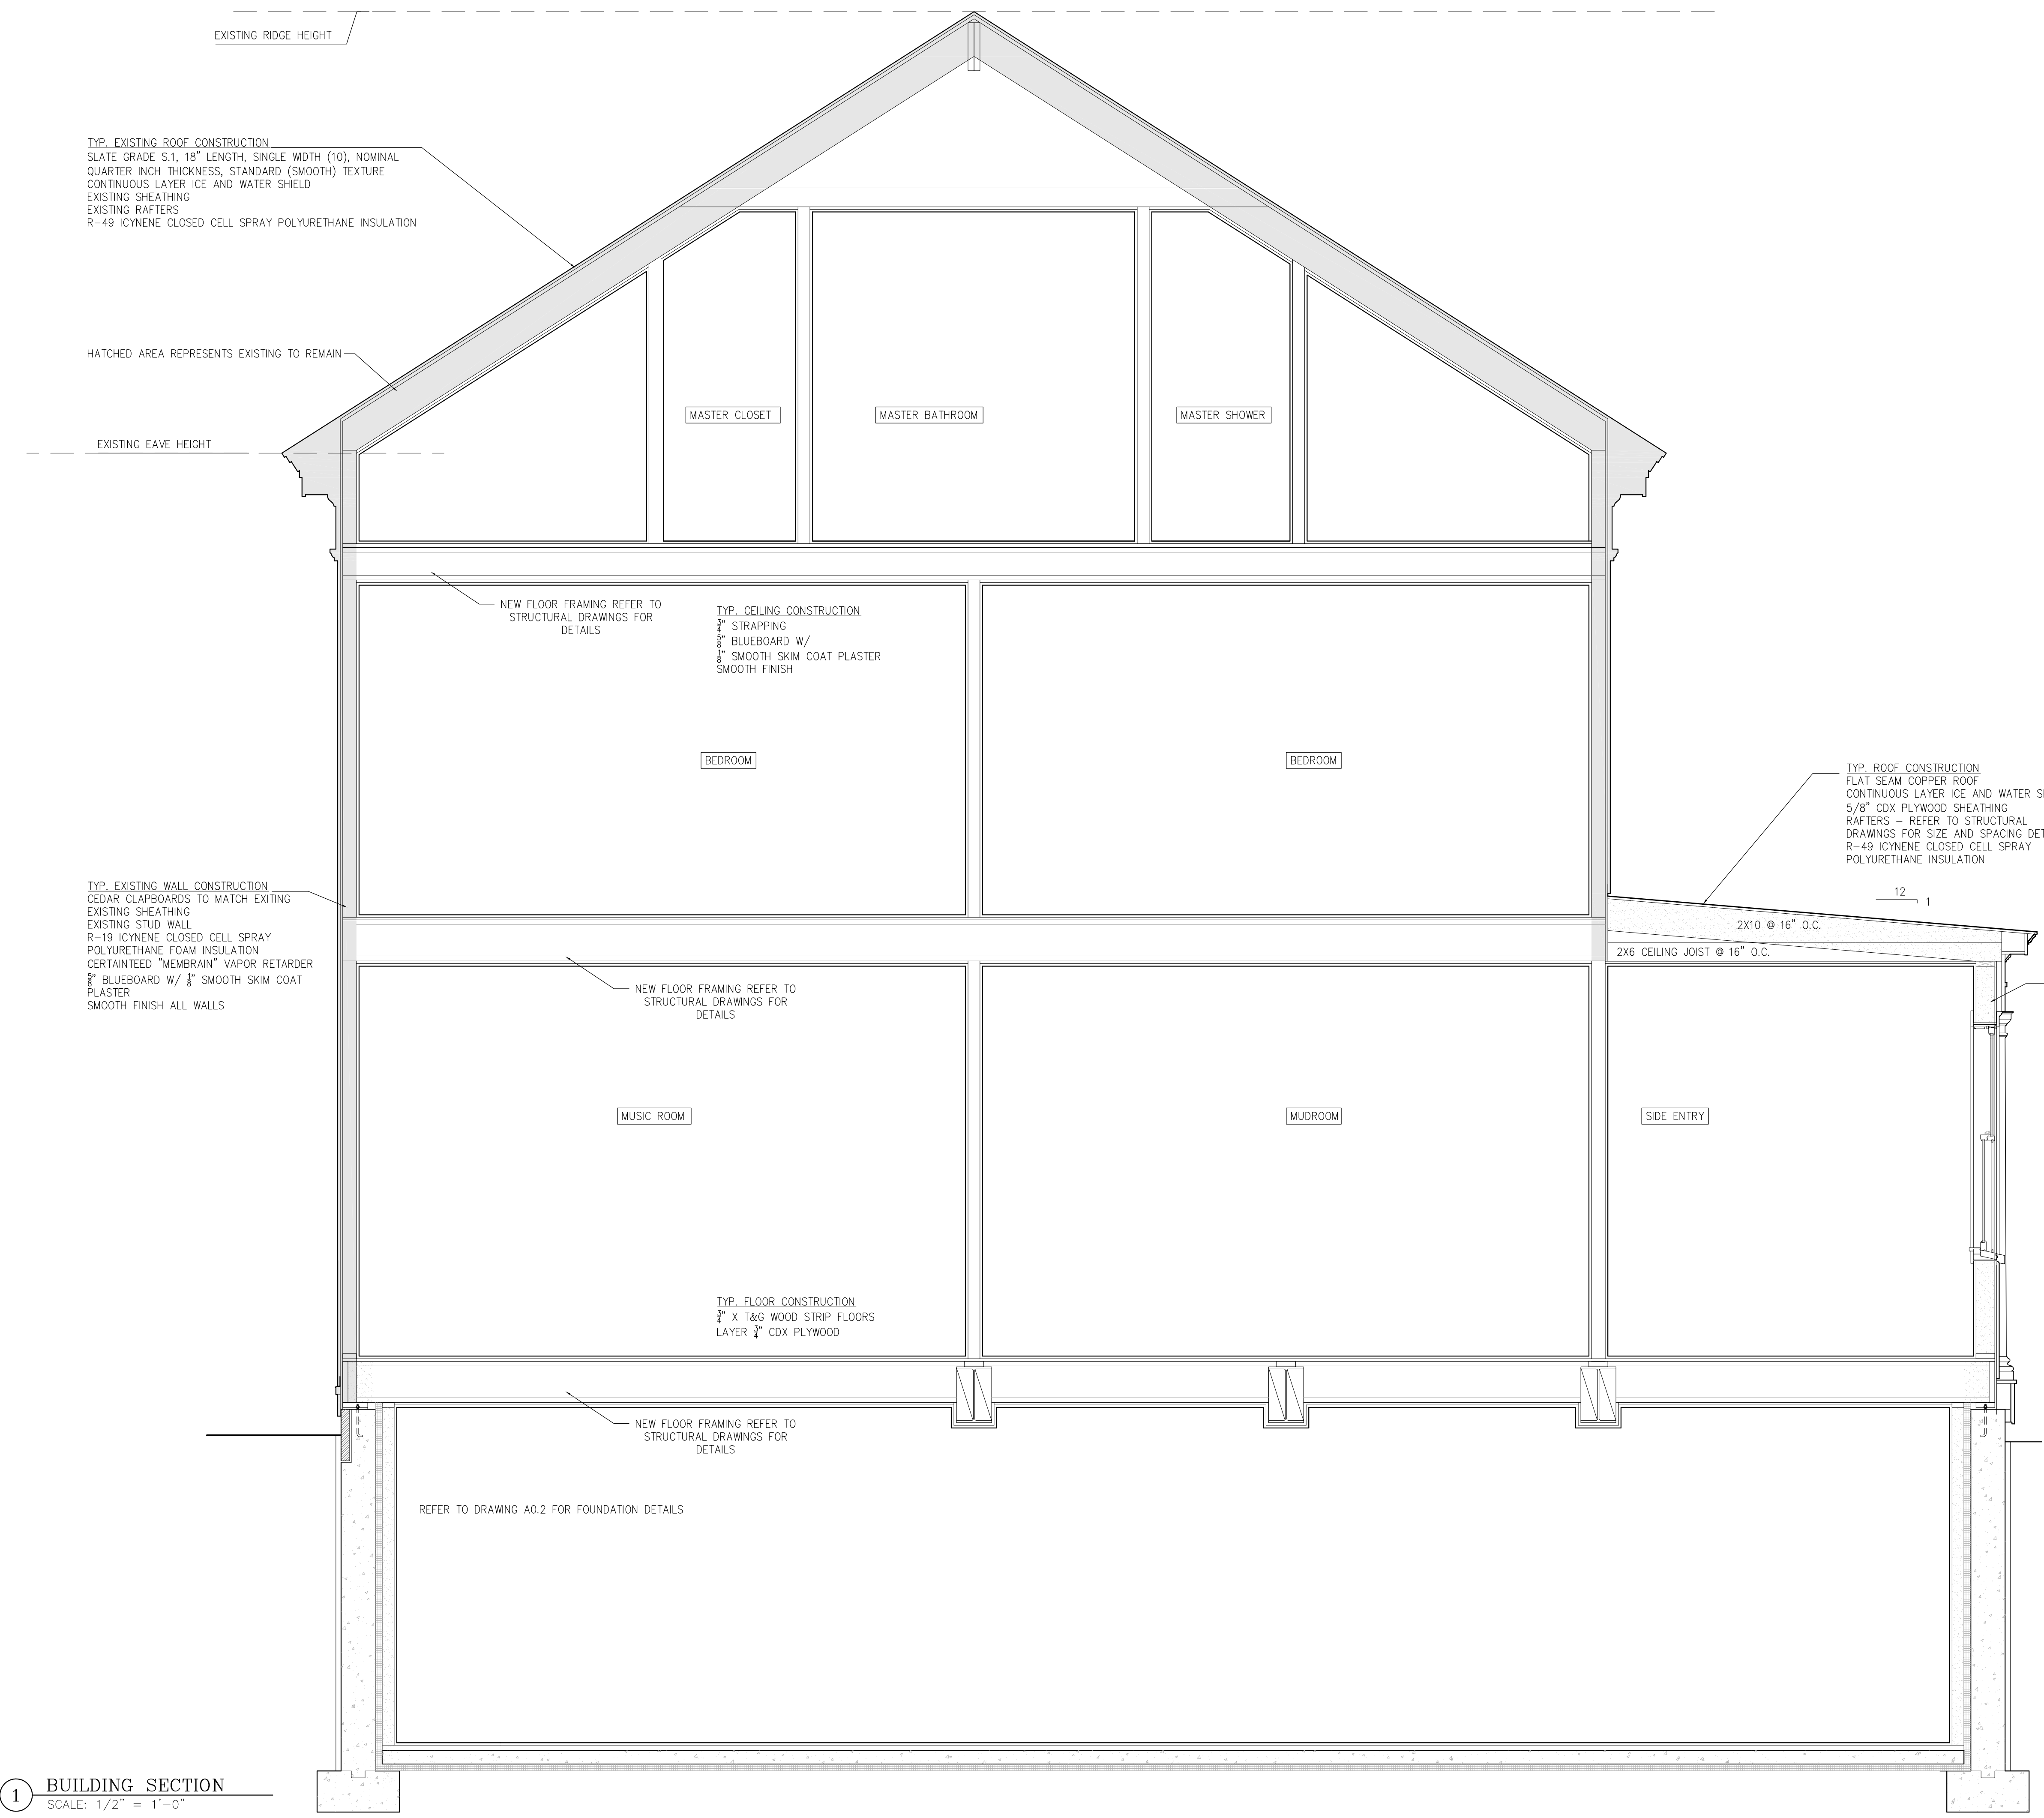 EXISTING RIDGE HEIGHT
TYP. EXISTING ROOF CONSTRUCTION
SLATE GRADE S.1, 18" LENGTH, SINGLE WIDTH (10), NOMINAL
QUARTER INCH THICKNESS, STANDARD (SMOOTH) TEXTURE
CONTINUOUS LAYER ICE AND WATER SHIELD
EXISTING SHEATHING
EXISTING RAFTERS
R-49 ICYNENE CLOSED CELL SPRAY POLYURETHANE INSULATION
HATCHED AREA REPRESENTS EXISTING TO REMAIN
EXISTING EAVE HEIGHT
MASTER CLOSET
MASTER BATHROOM
MASTER SHOWER
NEW FLOOR FRAMING REFER TO
STRUCTURAL DRAWINGS FOR
DETAILS
TYP. CEILING CONSTRUCTION
3/4" STRAPPING
5/8" BLUEBOARD W/
1/8" SMOOTH SKIM COAT PLASTER
SMOOTH FINISH
BEDROOM
BEDROOM
TYP. ROOF CONSTRUCTION
FLAT SEAM COPPER ROOF
CONTINUOUS LAYER ICE AND WATER
5/8" CDX PLYWOOD SHEATHING
RAFTERS - REFER TO STRUCTURAL
DRAWINGS FOR SIZE AND SPACING
R-49 ICYNENE CLOSED CELL SPRAY
POLYURETHANE INSULATION
12
1
2X10 @ 16" O.C.
2X6 CEILING JOIST @ 16" O.C.
TYP. EXISTING WALL CONSTRUCTION
CEDAR CLAPBOARDS TO MATCH EXITING
EXISTING SHEATHING
EXISTING STUD WALL
R-19 ICYNENE CLOSED CELL SPRAY
POLYURETHANE FOAM INSULATION
CERTAINTEED "MEMBRAIN" VAPOR RETARDER
5/8" BLUEBOARD W/ 1/8" SMOOTH SKIM COAT
PLASTER
SMOOTH FINISH ALL WALLS
NEW FLOOR FRAMING REFER TO
STRUCTURAL DRAWINGS FOR
DETAILS
MUSIC ROOM
MUDROOM
SIDE ENTRY
TYP. FLOOR CONSTRUCTION
3/4" X T&G WOOD STRIP FLOORS
LAYER 3/4" CDX PLYWOOD
NEW FLOOR FRAMING REFER TO
STRUCTURAL DRAWINGS FOR
DETAILS
REFER TO DRAWING A0.2 FOR FOUNDATION DETAILS
1
BUILDING SECTION
SCALE: 1/2" = 1'-0"